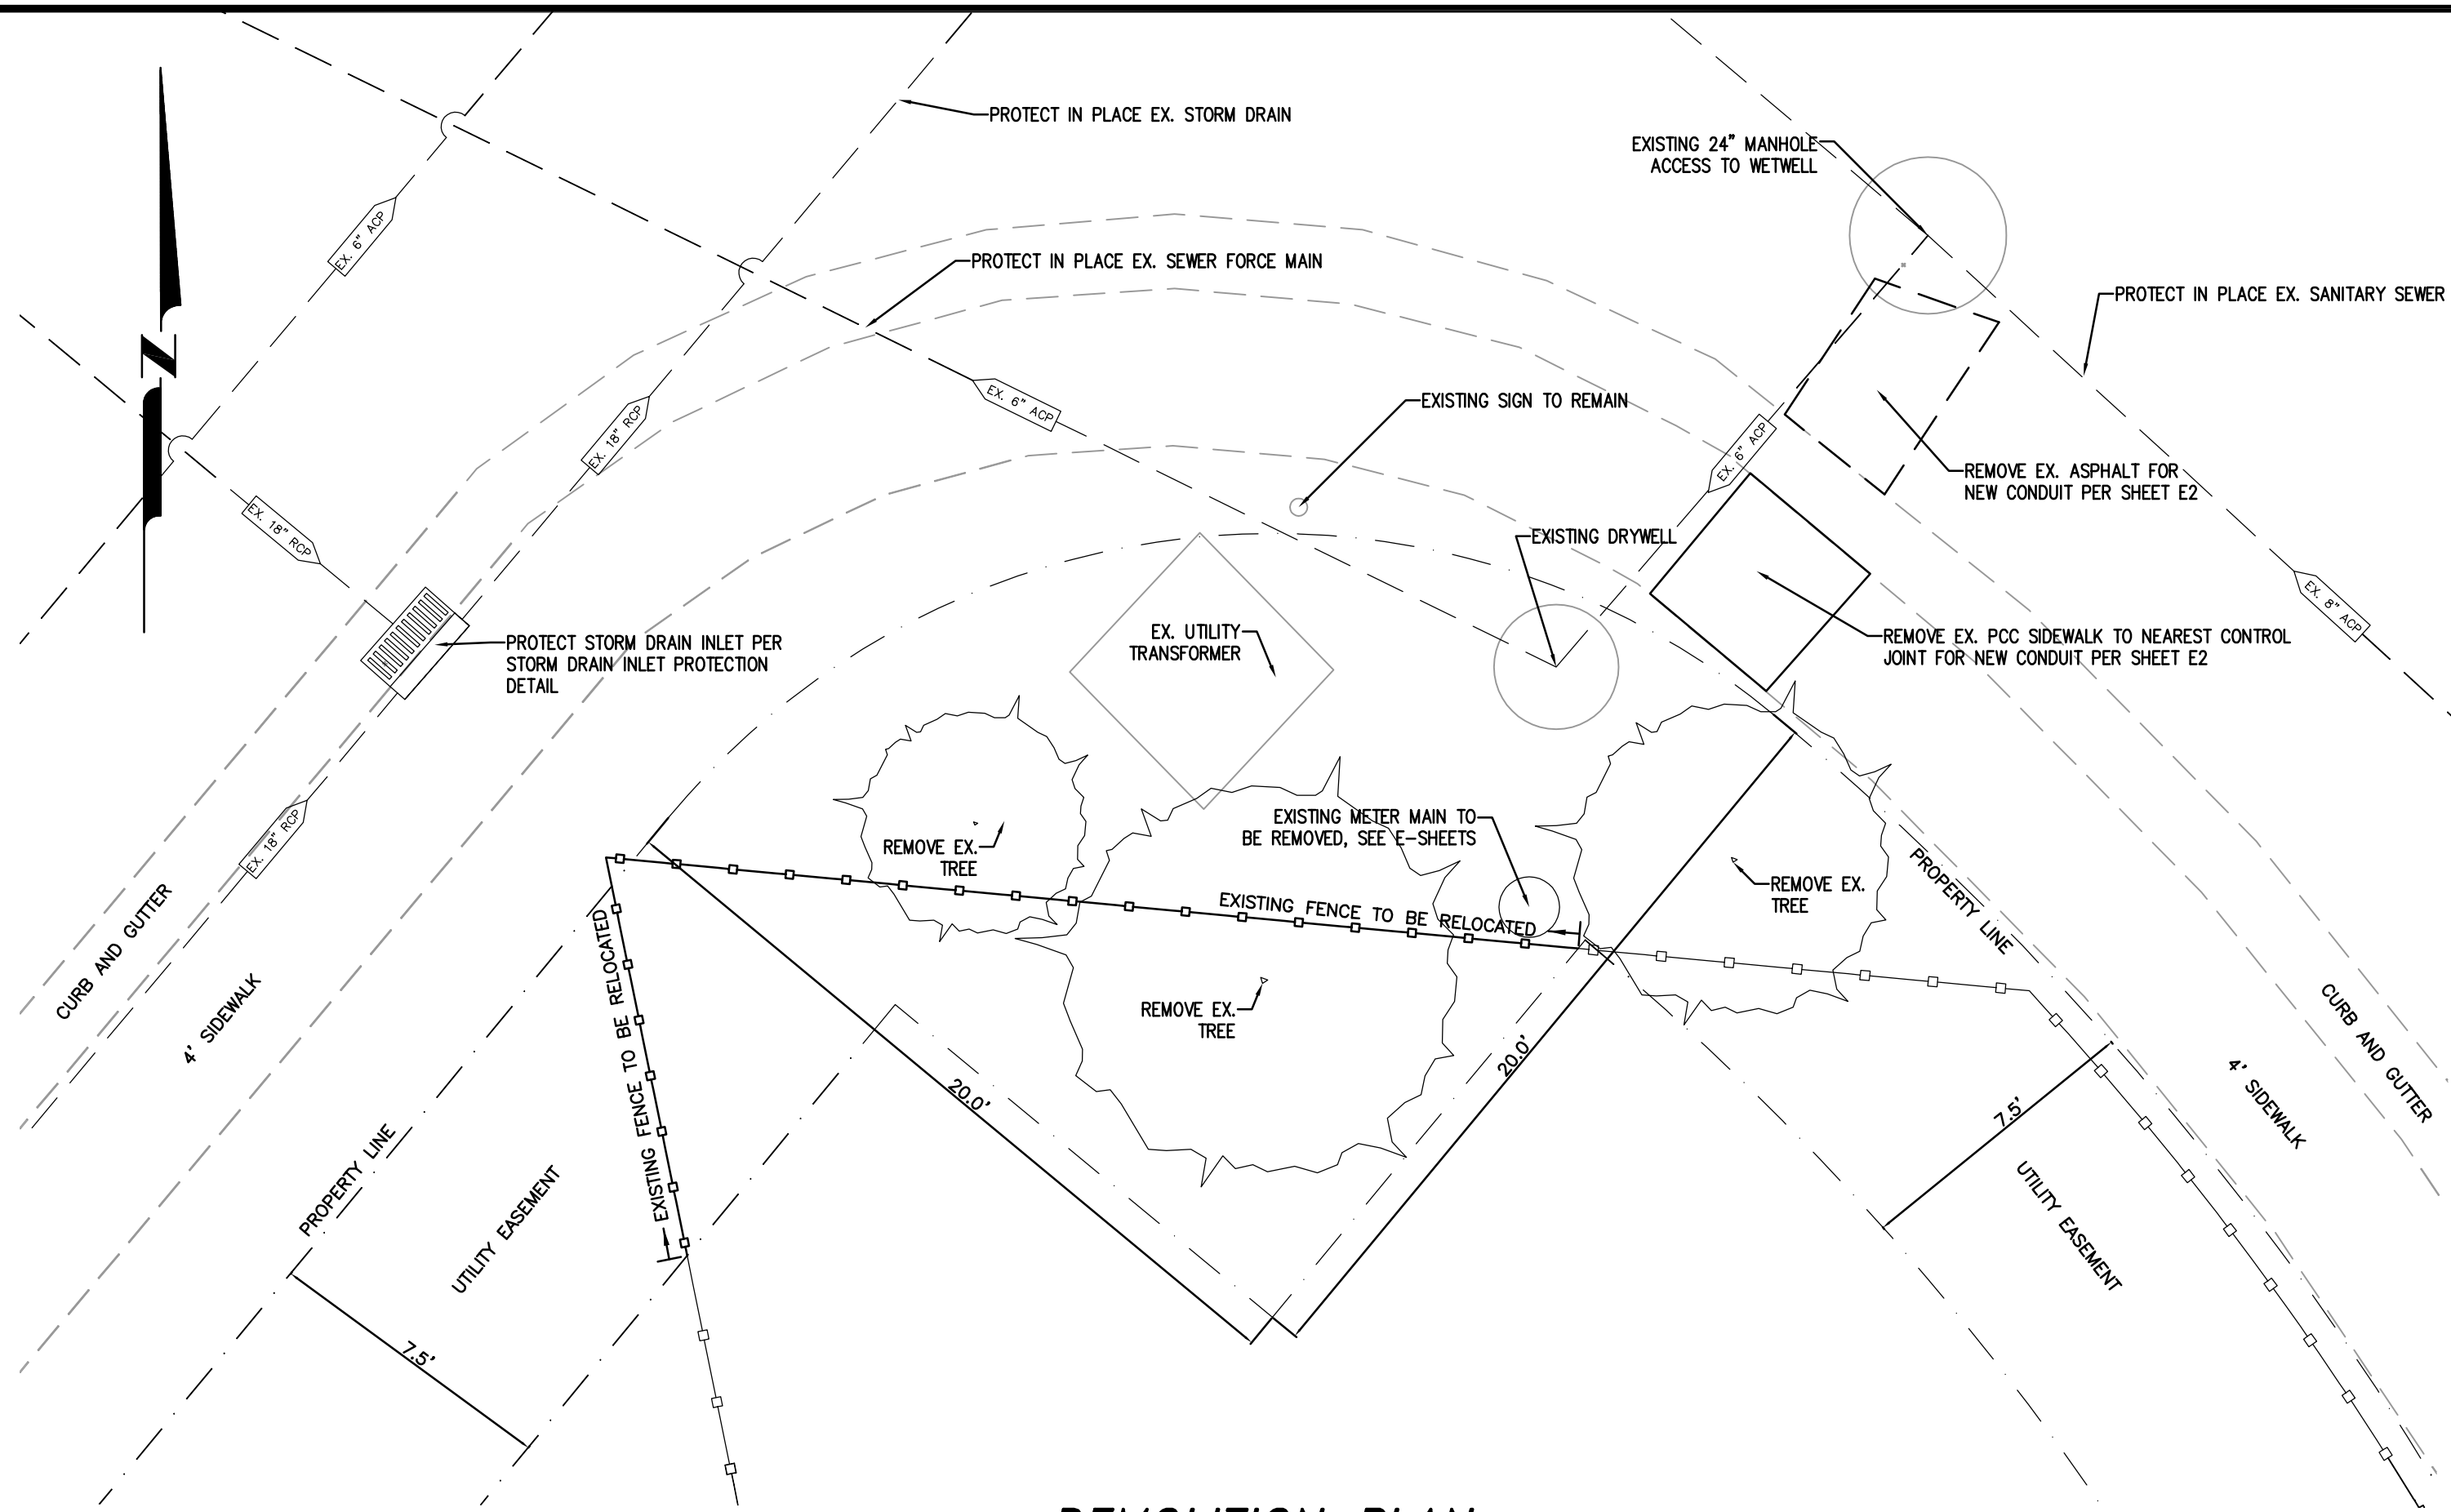 PROTECT IN PLACE EX. STORM DRAIN
EXISTING 24" MANHOLE
ACCESS TO WETWELL
EX. 6" ACP
PROTECT IN PLACE EX. SEWER FORCE MAIN
PROTECT IN PLACE EX. SANITARY SEWER
N
EX. 6" ACP
EXISTING SIGN TO REMAIN
EX. 18" RCP
EX. 6" ACP
REMOVE EX. ASPHALT FOR
NEW CONDUIT PER SHEET E2
EX. 18" RCP
EXISTING DRYWELL
EX. 8" ACP
PROTECT STORM DRAIN INLET PER
STORM DRAIN INLET PROTECTION
DETAIL
EX. UTILITY
TRANSFORMER
REMOVE EX. PCC SIDEWALK TO NEAREST CONTROL
JOINT FOR NEW CONDUIT PER SHEET E2
EX. 18" RCP
REMOVE EX.
TREE
EXISTING METER MAIN TO
BE REMOVED, SEE E-SHEETS
REMOVE EX.
TREE
PROPERTY LINE
EXISTING FENCE TO BE RELOCATED
CURB AND GUTTER
4' SIDEWALK
EXISTING FENCE TO BE RELOCATED
REMOVE EX.
TREE
20.0'
20.0'
CURB AND GUTTER
4' SIDEWALK
7.5'
PROPERTY LINE
UTILITY EASEMENT
UTILITY EASEMENT
7.5'
DEMOLITION PLAN